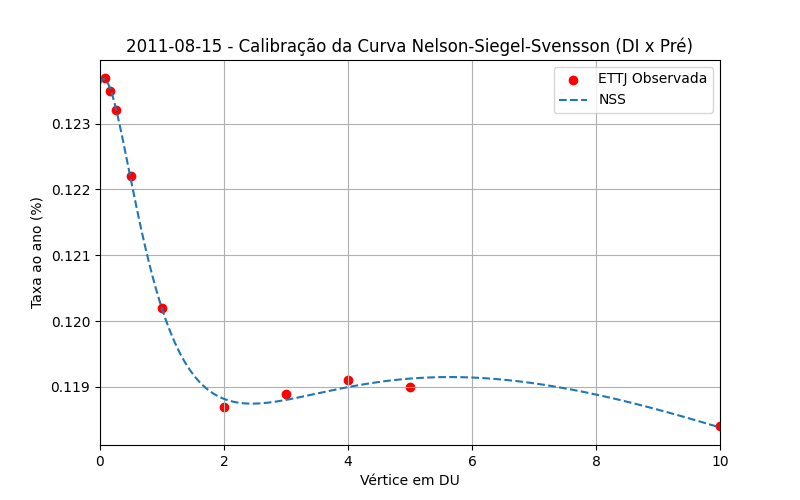 2011-08-15 - Calibração da Curva Nelson-Siegel-Svensson (DI x Pré)
ETTJ Observada
NSS
Taxa ao ano (%)
0.123
0.122
0.121
0.120
0.119
0 2 4 6 8 10
Vértice em DU